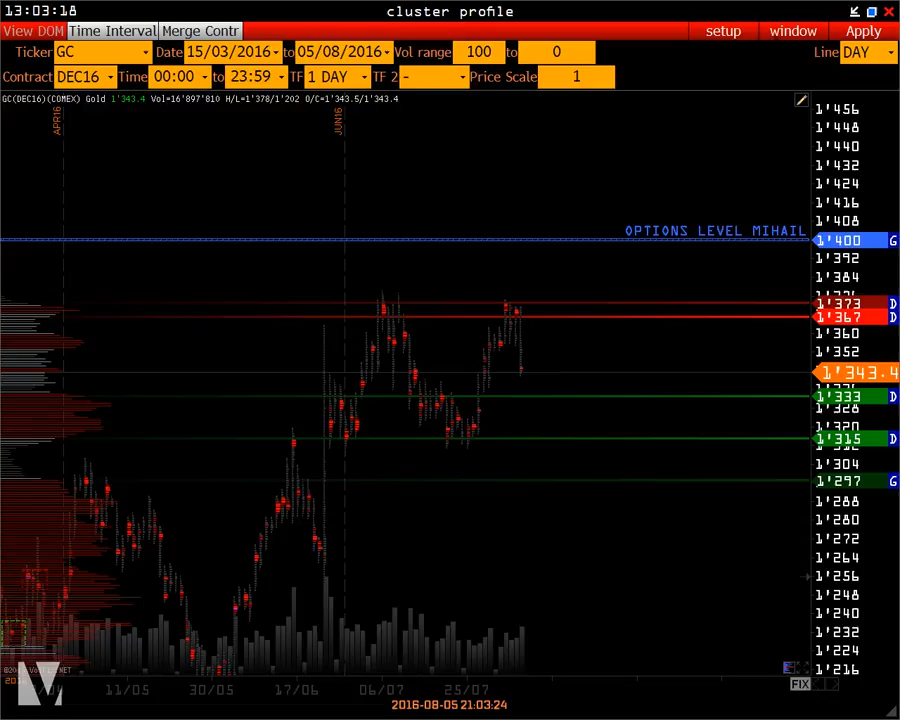 13:03:18 cluster profile
View DOM Time Interval Merge Contr setup window Apply
Ticker GC Date 15/03/2016 to 05/08/2016 Vol range 100 to 0 Line DAY
Contract DEC16 Time 00:00 to 23:59 TF 1 DAY TF 2 - Price Scale 1
GC(DEC16)(COMEX) Gold 1'343.4 Vol=16'897'810 H/L=1'378/1'202 O/C=1'343.5/1'343.4
APR16
JUN16
1'456
1'448
1'440
1'432
1'424
1'416
1'408
OPTIONS LEVEL MIHAIL
1'400 G
1'392
1'384
1'373 D
1'367 D
1'360
1'352
1'343.4
1'333 D
1'328
1'320
1'315 D
1'304
1'297 G
1'288
1'280
1'272
1'264
1'256
1'248
1'240
1'232
1'224
1'216
11/05 30/05 17/06 06/07 25/07
FIX
2016-08-05 21:03:24